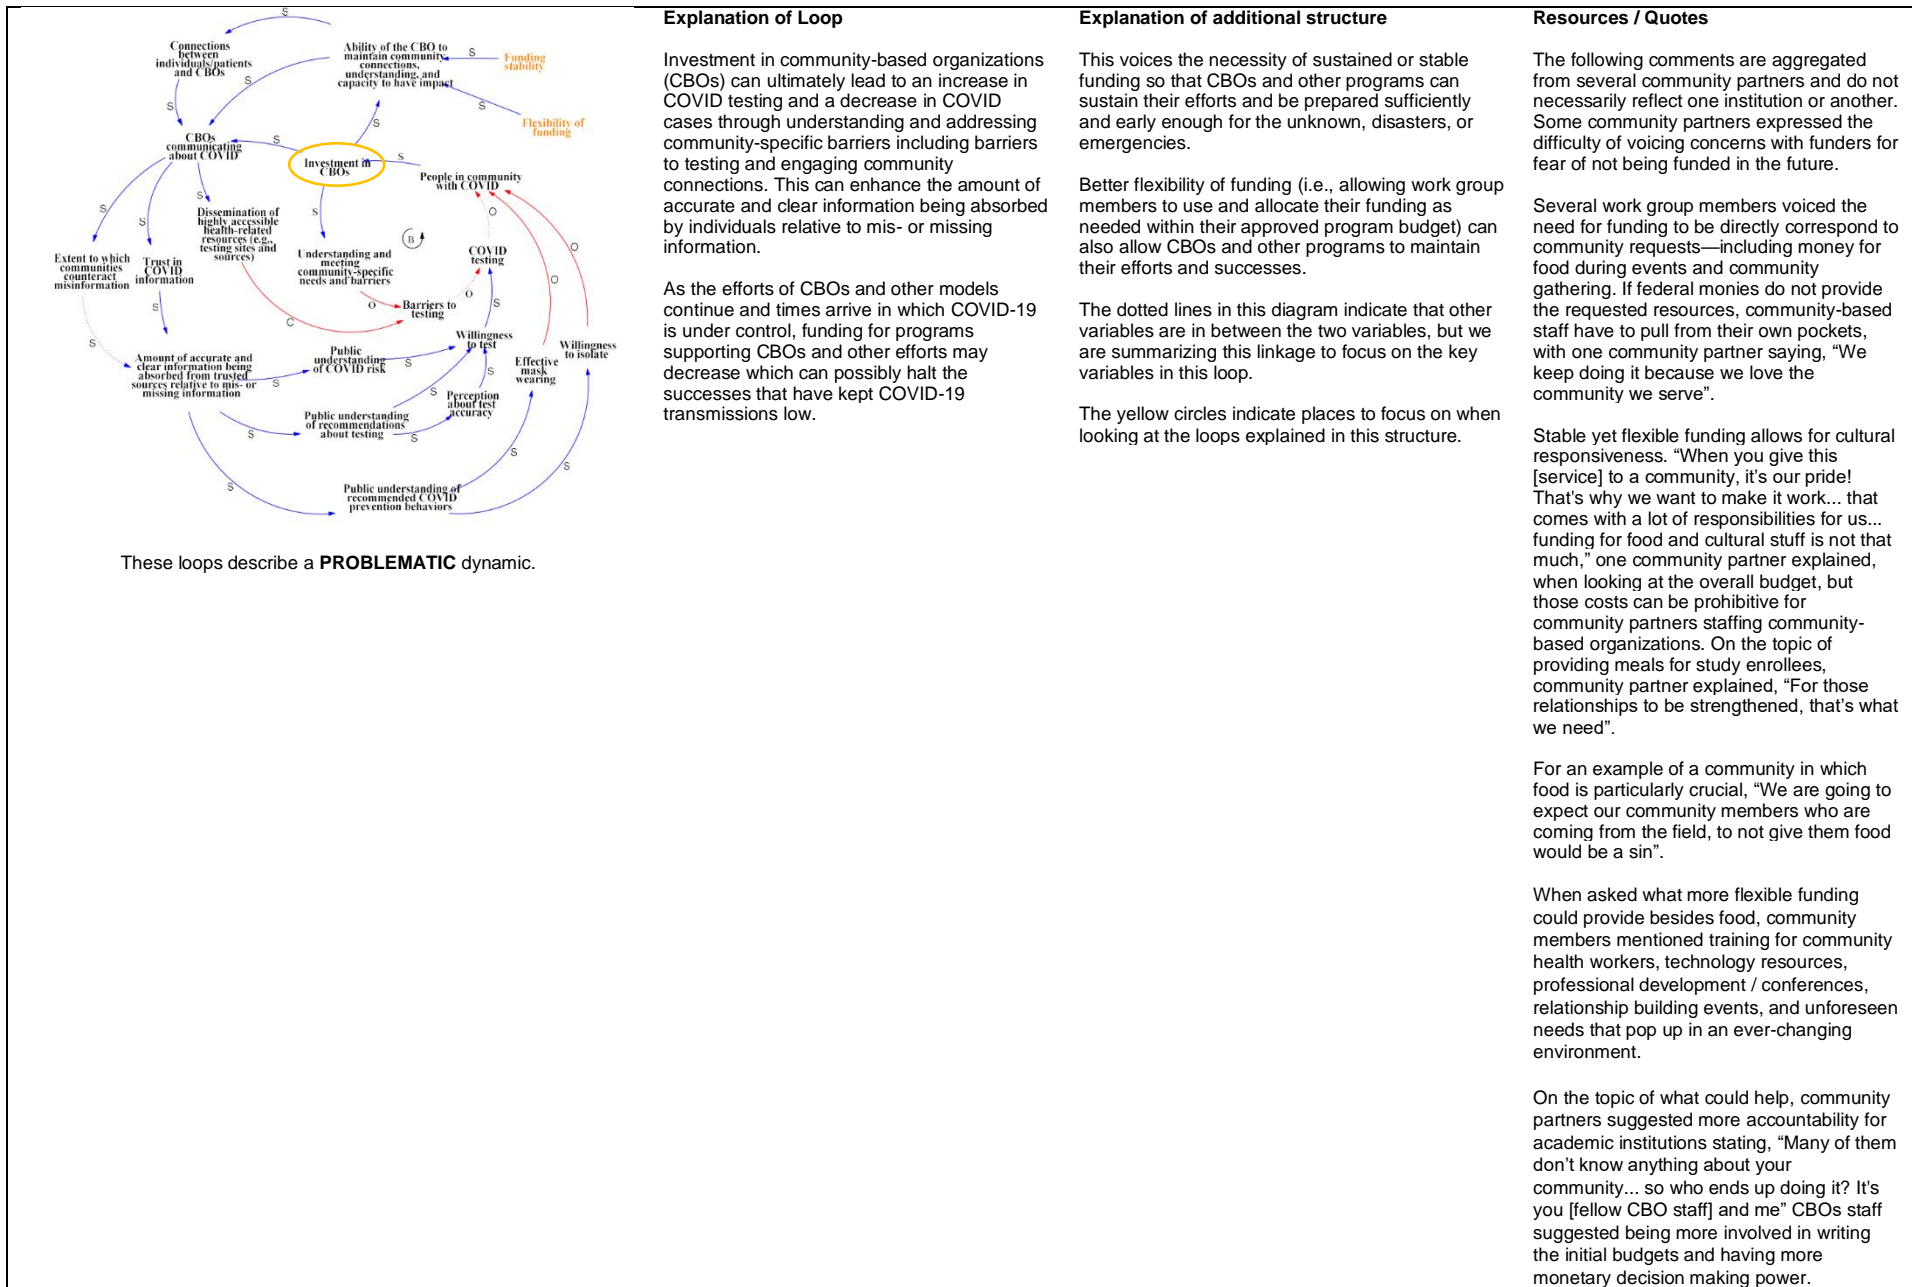 S
Connections
between
individuals/patients
and CBOs
Ability of the CBO to
maintain community
connections,
understanding, and
capacity to have impact
S
Funding
stability
S
Flexibility of
funding
S
S
S
CBOs
communicating
about COVID
S
Investment in
CBOs
S
People in community
with COVID
S
S
S
S
Dissemination of
highly accessible
health-related
resources (e.g.,
testing sites and
sources)
B
O
O
O
COVID
testing
Extent to which
communities
counteract
misinformation
Trust in
COVID
information
Understanding and
meeting
community-specific
needs and barriers
S
S
O
O
Barriers to
testing
C
S
Willingness
to test
Willingness
to isolate
Amount of accurate and
clear information being
absorbed from trusted
sources relative to mis- or
missing information
S
Public
understanding
of COVID risk
S
Effective
mask
wearing
S
S
Perception
about test
accuracy
S
Public understanding
of recommendations
about testing
S
S
S
S
Public understanding of
recommended COVID
prevention behaviors
These loops describe a PROBLEMATIC dynamic.
Explanation of Loop
Investment in community-based organizations
(CBOs) can ultimately lead to an increase in
COVID testing and a decrease in COVID
cases through understanding and addressing
community-specific barriers including barriers
to testing and engaging community
connections. This can enhance the amount of
accurate and clear information being absorbed
by individuals relative to mis- or missing
information.
As the efforts of CBOs and other models
continue and times arrive in which COVID-19
is under control, funding for programs
supporting CBOs and other efforts may
decrease which can possibly halt the
successes that have kept COVID-19
transmissions low.
Explanation of additional structure
This voices the necessity of sustained or stable
funding so that CBOs and other programs can
sustain their efforts and be prepared sufficiently
and early enough for the unknown, disasters, or
emergencies.
Better flexibility of funding (i.e., allowing work group
members to use and allocate their funding as
needed within their approved program budget) can
also allow CBOs and other programs to maintain
their efforts and successes.
The dotted lines in this diagram indicate that other
variables are in between the two variables, but we
are summarizing this linkage to focus on the key
variables in this loop.
The yellow circles indicate places to focus on when
looking at the loops explained in this structure.
Resources / Quotes
The following comments are aggregated
from several community partners and do not
necessarily reflect one institution or another.
Some community partners expressed the
difficulty of voicing concerns with funders for
fear of not being funded in the future.
Several work group members voiced the
need for funding to be directly correspond to
community requests—including money for
food during events and community
gathering. If federal monies do not provide
the requested resources, community-based
staff have to pull from their own pockets,
with one community partner saying, “We
keep doing it because we love the
community we serve”.
Stable yet flexible funding allows for cultural
responsiveness. “When you give this
[service] to a community, it’s our pride!
That's why we want to make it work... that
comes with a lot of responsibilities for us...
funding for food and cultural stuff is not that
much,” one community partner explained,
when looking at the overall budget, but
those costs can be prohibitive for
community partners staffing community-
based organizations. On the topic of
providing meals for study enrollees,
community partner explained, “For those
relationships to be strengthened, that’s what
we need”.
For an example of a community in which
food is particularly crucial, “We are going to
expect our community members who are
coming from the field, to not give them food
would be a sin”.
When asked what more flexible funding
could provide besides food, community
members mentioned training for community
health workers, technology resources,
professional development / conferences,
relationship building events, and unforeseen
needs that pop up in an ever-changing
environment.
On the topic of what could help, community
partners suggested more accountability for
academic institutions stating, “Many of them
don’t know anything about your
community... so who ends up doing it? It's
you [fellow CBO staff] and me” CBOs staff
suggested being more involved in writing
the initial budgets and having more
monetary decision making power.